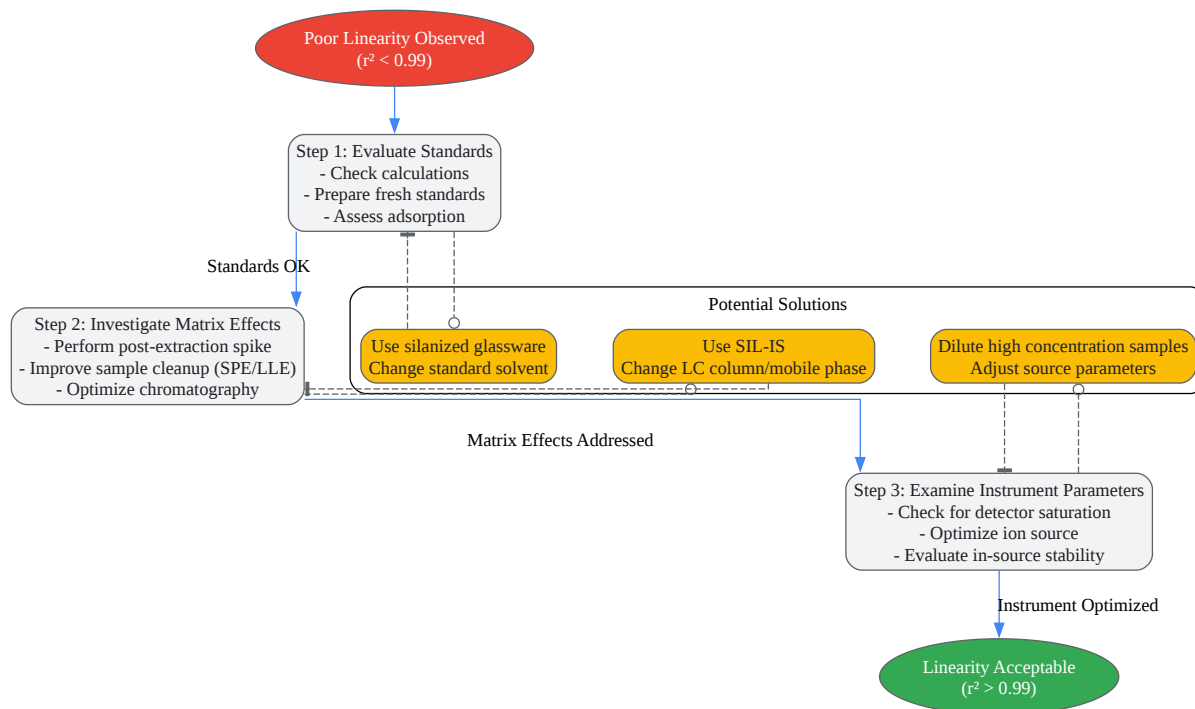 Poor Linearity Observed
(r² < 0.99)
Step 1: Evaluate Standards
- Check calculations
- Prepare fresh standards
- Assess adsorption
Standards OK
Step 2: Investigate Matrix Effects
- Perform post-extraction spike
- Improve sample cleanup (SPE/LLE)
- Optimize chromatography
Potential Solutions
Use silanized glassware
Change standard solvent
Use SIL-IS
Change LC column/mobile phase
Dilute high concentration samples
Adjust source parameters
Matrix Effects Addressed
Step 3: Examine Instrument Parameters
- Check for detector saturation
- Optimize ion source
- Evaluate in-source stability
Instrument Optimized
Linearity Acceptable
(r² > 0.99)